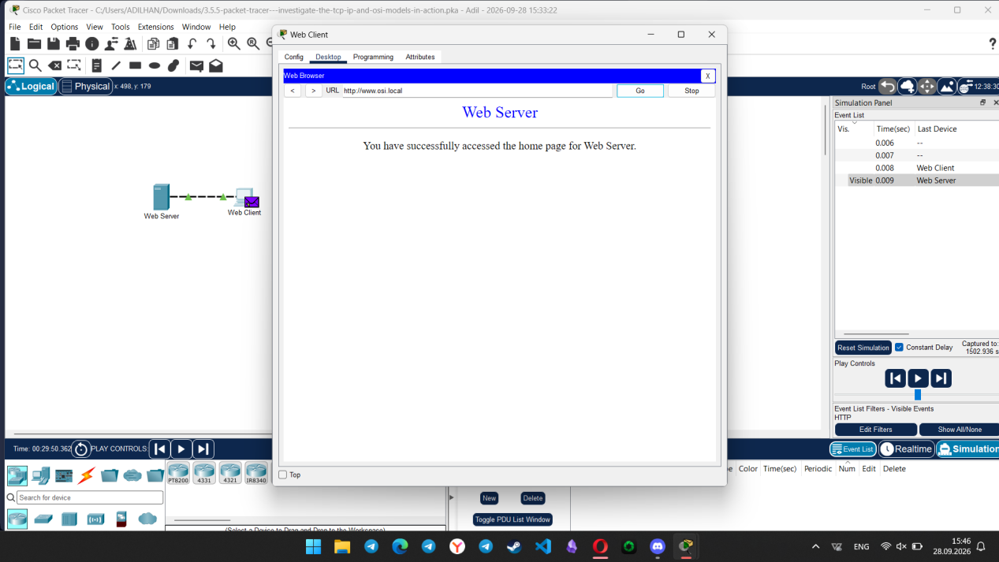 Cisco Packet Tracer - C:/Users/ADILHAN/Downloads/3.5.5-packet-tracer---investigate-the-tcp-ip-and-osi-models-in-action.pka - Adil - 2026-09-28 15:33:22
File Edit Options View Tools Extensions Window Help
Logical Physical x: 498, y: 179
Root 12:38:30
Web Server
Web Client
Web Client
Config Desktop Programming Attributes
Web Browser X
< > URL http://www.osi.local Go Stop
Web Server
You have successfully accessed the home page for Web Server.
Top
Simulation Panel
Event List
Vis. Time(sec) Last Device
0.006 --
0.007 --
0.008 Web Client
Visible 0.009 Web Server
Reset Simulation Constant Delay Captured to:
1502.936 s
Play Controls
Event List Filters - Visible Events
HTTP
Edit Filters Show All/None
Time: 00:29:50.362 PLAY CONTROLS:
Event List Realtime Simulation
PT8200 4331 4321 IR8340
Search for device
(Select a Device to Drag and Drop to the Workspace)
New Delete
Toggle PDU List Window
Color Time(sec) Periodic Num Edit Delete
ENG 15:46
28.09.2026